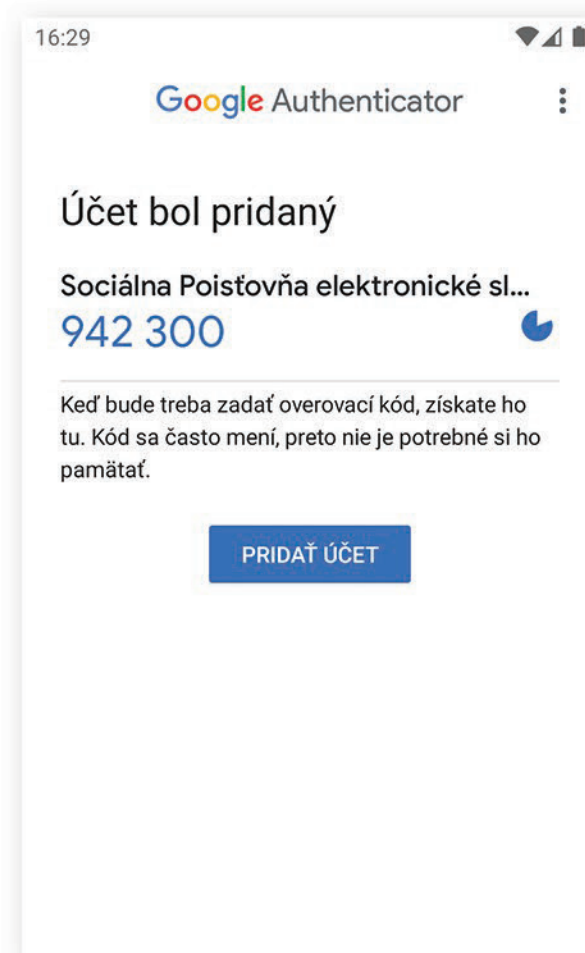 16:29
Google Authenticator
Účet bol pridaný
Sociálna Poisťovňa elektronické sl...
942 300
Keď bude treba zadať overovací kód, získate ho
tu. Kód sa často mení, preto nie je potrebné si ho
pamätať.
PRIDAŤ ÚČET